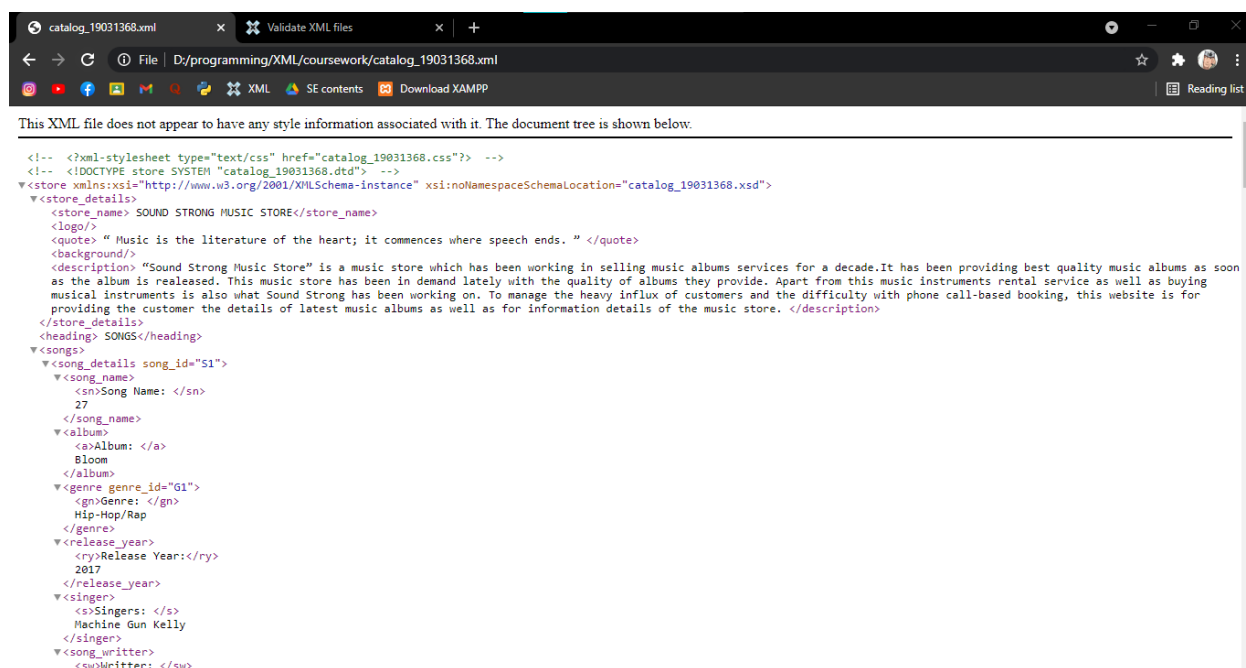 catalog_19031368.xml
Validate XML files
File
D:/programming/XML/coursework/catalog_19031368.xml
XML
SE contents
Download XAMPP
Reading list
This XML file does not appear to have any style information associated with it. The document tree is shown below.
<!-- <?xml-stylesheet type="text/css" href="catalog_19031368.css"?> -->
<!-- <!DOCTYPE store SYSTEM "catalog_19031368.dtd"> -->
▼<store xmlns:xsi="http://www.w3.org/2001/XMLSchema-instance" xsi:noNamespaceSchemaLocation="catalog_19031368.xsd">
▼<store_details>
<store_name> SOUND STRONG MUSIC STORE</store_name>
<logo/>
<quote> “ Music is the literature of the heart; it commences where speech ends. ” </quote>
<background/>
<description> “Sound Strong Music Store” is a music store which has been working in selling music albums services for a decade.It has been providing best quality music albums as soon
as the album is realeased. This music store has been in demand lately with the quality of albums they provide. Apart from this music instruments rental service as well as buying
musical instruments is also what Sound Strong has been working on. To manage the heavy influx of customers and the difficulty with phone call-based booking, this website is for
providing the customer the details of latest music albums as well as for information details of the music store. </description>
</store_details>
<heading> SONGS</heading>
▼<songs>
▼<song_details song_id="S1">
▼<song_name>
<sn>Song Name: </sn>
27
</song_name>
▼<album>
<a>Album: </a>
Bloom
</album>
▼<genre genre_id="G1">
<gn>Genre: </gn>
Hip-Hop/Rap
</genre>
▼<release_year>
<ry>Release Year:</ry>
2017
</release_year>
▼<singer>
<s>Singers: </s>
Machine Gun Kelly
</singer>
▼<song_writter>
<sw>Writter: </sw>